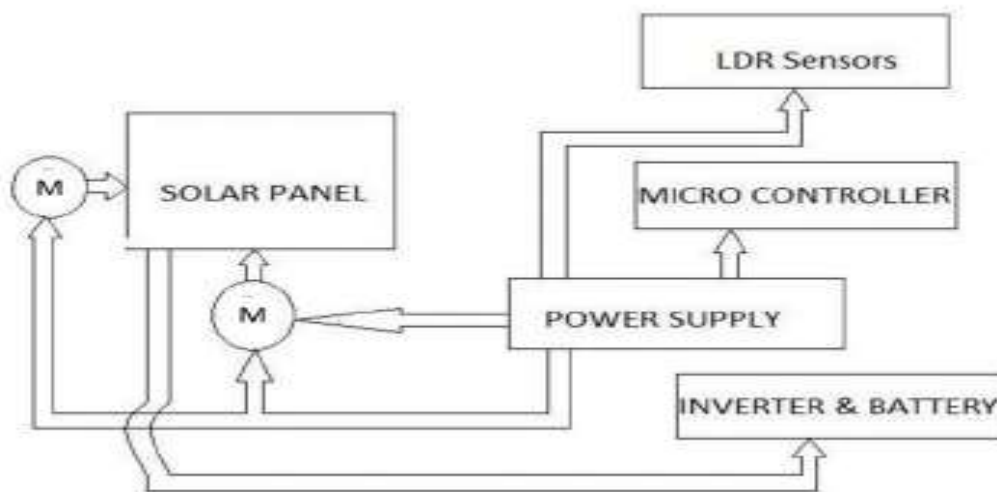 LDR Sensors
M
SOLAR PANEL
MICRO CONTROLLER
M
POWER SUPPLY
INVERTER & BATTERY